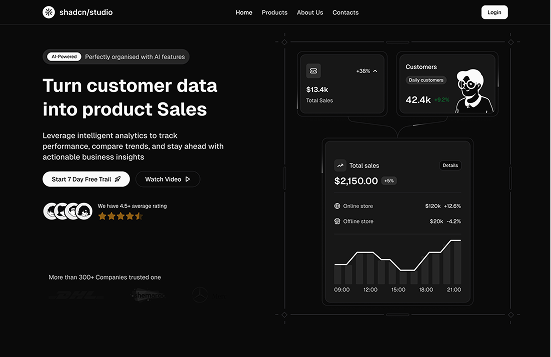 shadcn/studio
Home Products About Us Contacts
Login
AI-Powered Perfectly organised with AI features
Turn customer data
into product Sales
Leverage intelligent analytics to track
performance, compare trends, and stay ahead with
actionable business insights
Start 7 Day Free Trail
Watch Video
We have 4.5+ average rating
More than 300+ Companies trusted one
+38%
$13.4k
Total Sales
Customers
Daily customers
42.4k +9.2%
Total sales
Details
$2,150.00 +5%
Online store $120k +12.6%
Offline store $20k -4.2%
09:00 12:00 15:00 18:00 21:00